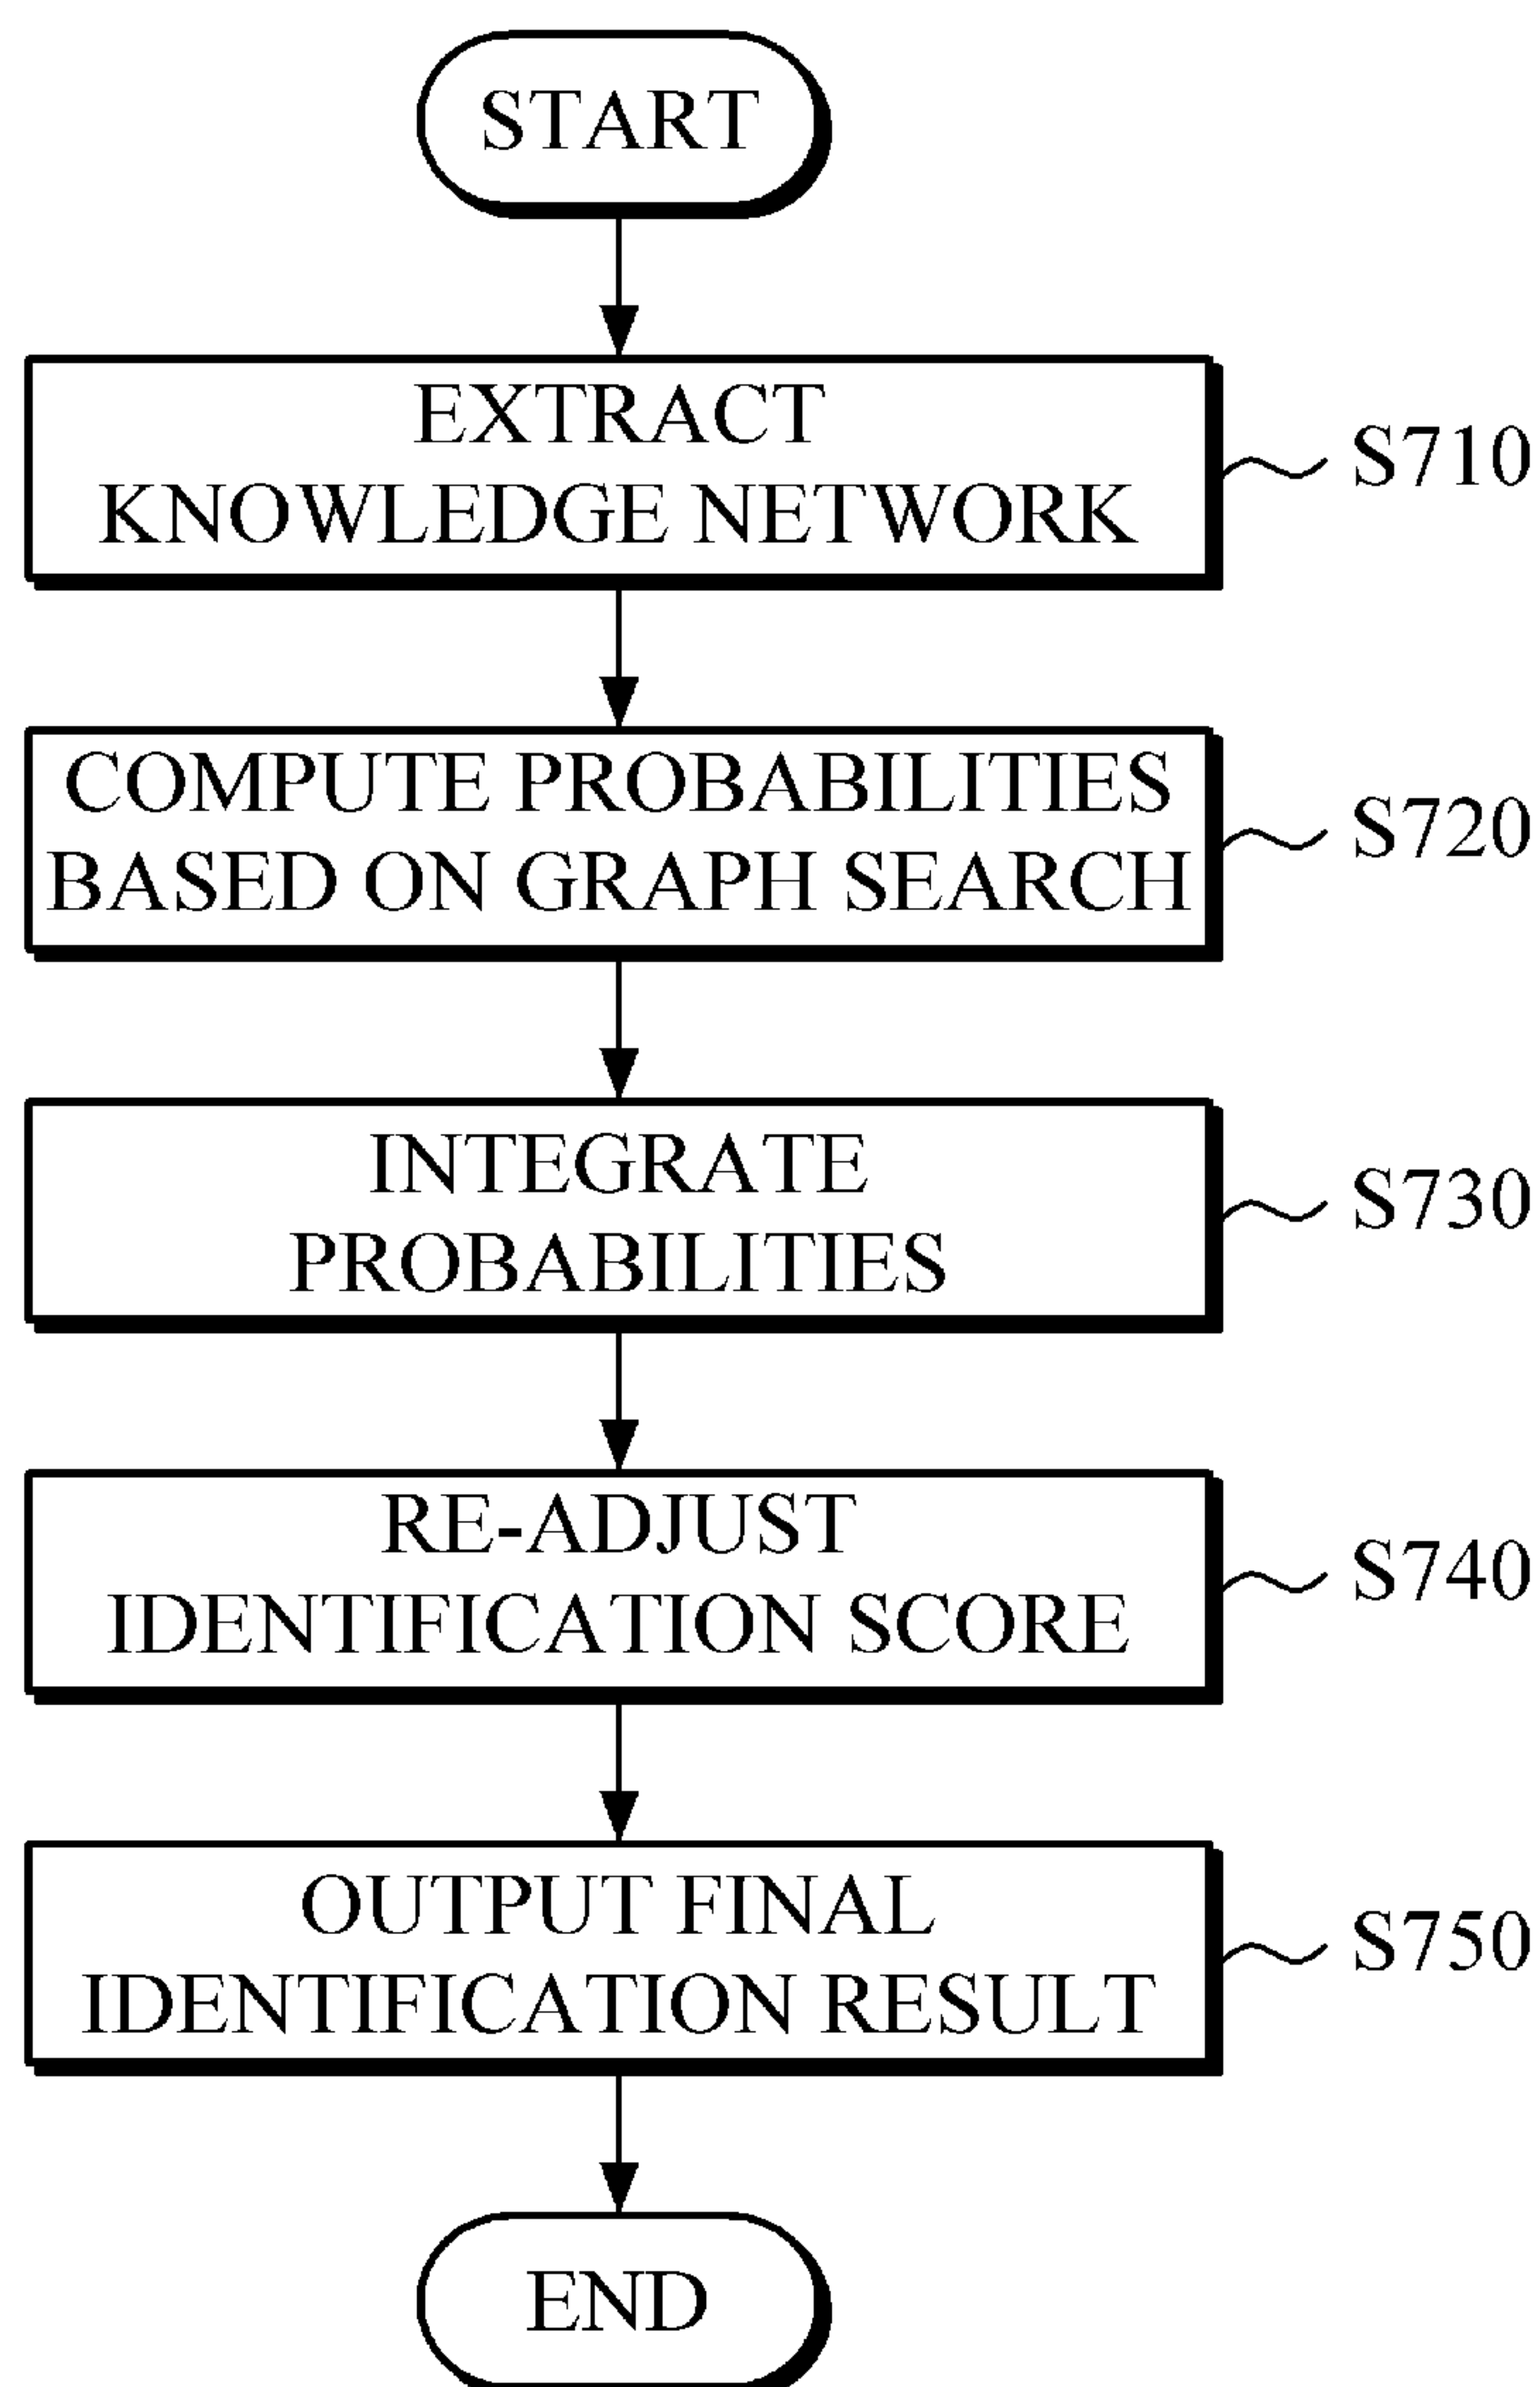 START
EXTRACT
KNOWLEDGE NETWORK
S710
COMPUTE PROBABILITIES
BASED ON GRAPH SEARCH
S720
INTEGRATE
PROBABILITIES
S730
RE-ADJUST
IDENTIFICATION SCORE
S740
OUTPUT FINAL
IDENTIFICATION RESULT
S750
END